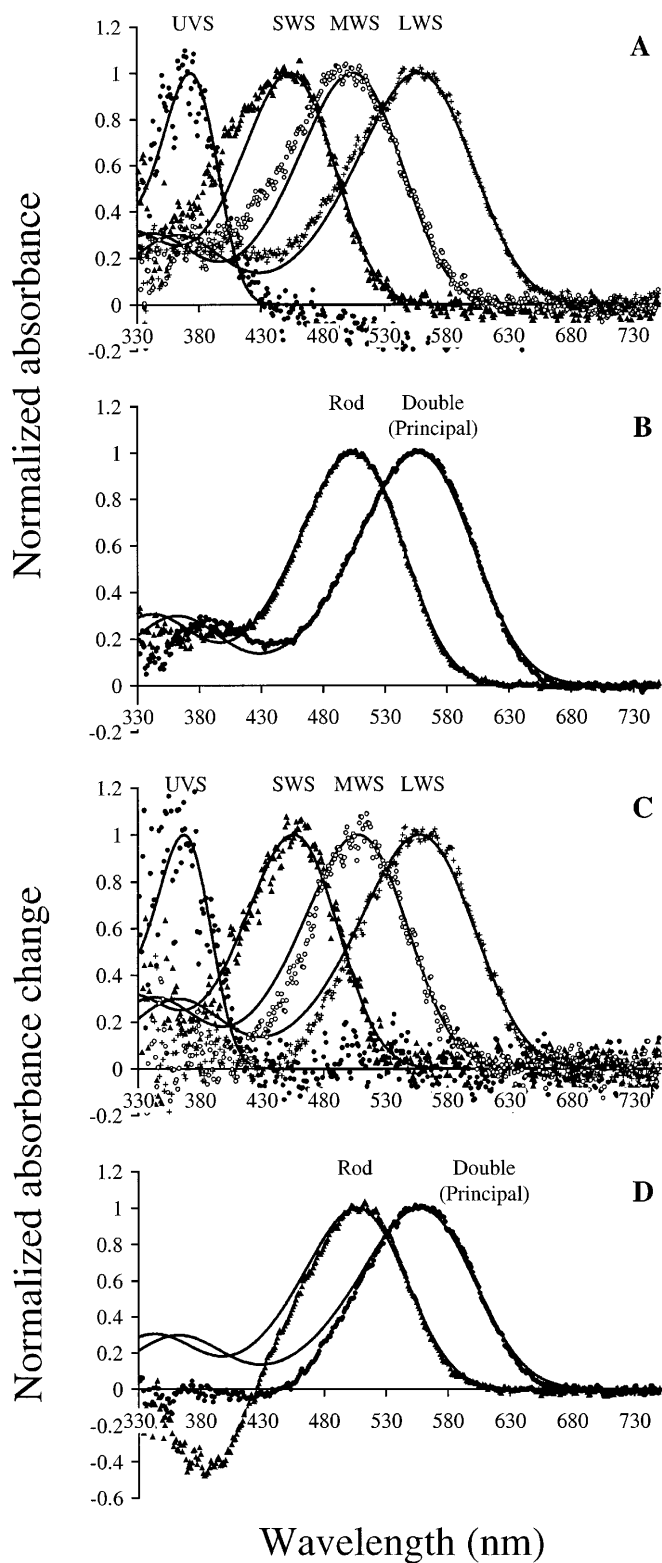 UVS SWS MWS LWS
A
1.2
1
0.8
0.6
0.4
0.2
0
-0.2
330 380 430 480 530 580 630 680 730
Normalized absorbance
Rod Double
(Principal)
B
1.2
1
0.8
0.6
0.4
0.2
0
-0.2
330 380 430 480 530 580 630 680 730
UVS SWS MWS LWS
C
1.2
1
0.8
0.6
0.4
0.2
0
-0.2
330 380 430 480 530 580 630 680 730
Normalized absorbance change
Rod Double
(Principal)
D
1.2
1
0.8
0.6
0.4
0.2
0
-0.2
-0.4
-0.6
330 380 430 480 530 580 630 680 730
Wavelength (nm)